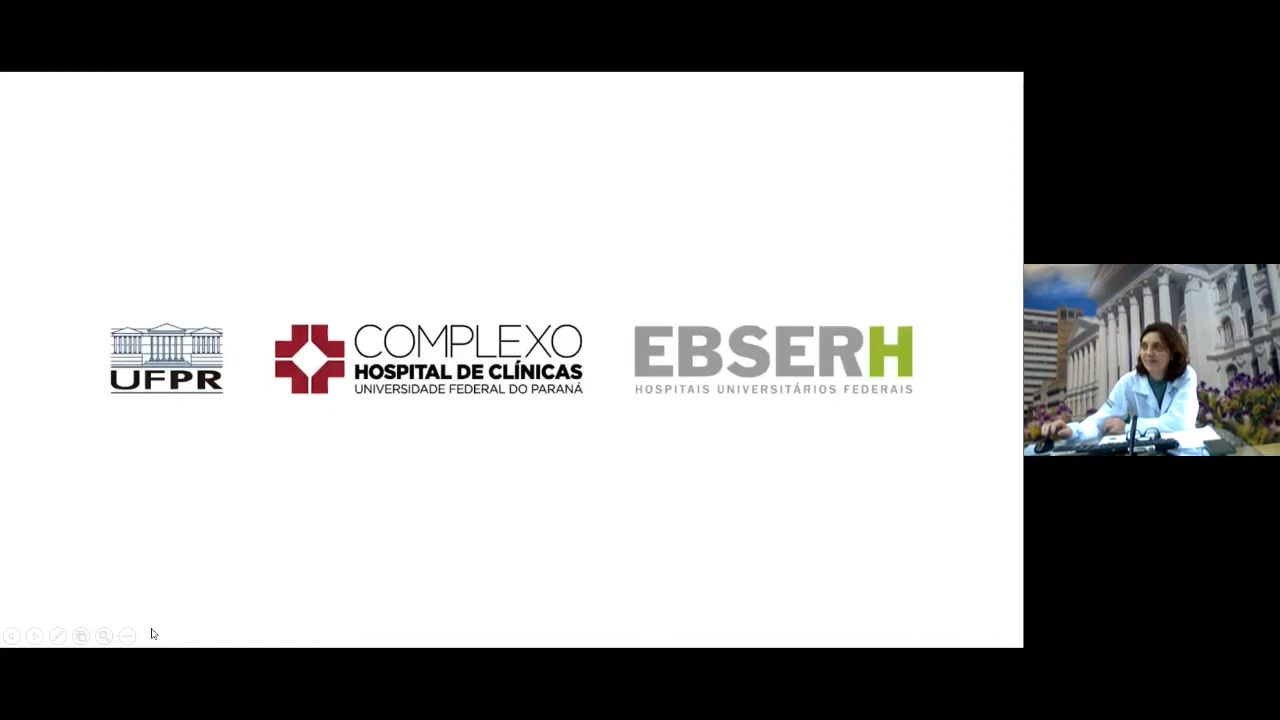 UFPR
COMPLEXO
HOSPITAL DE CLÍNICAS
UNIVERSIDADE FEDERAL DO PARANÁ
EBSERH
HOSPITAIS UNIVERSITÁRIOS FEDERAIS